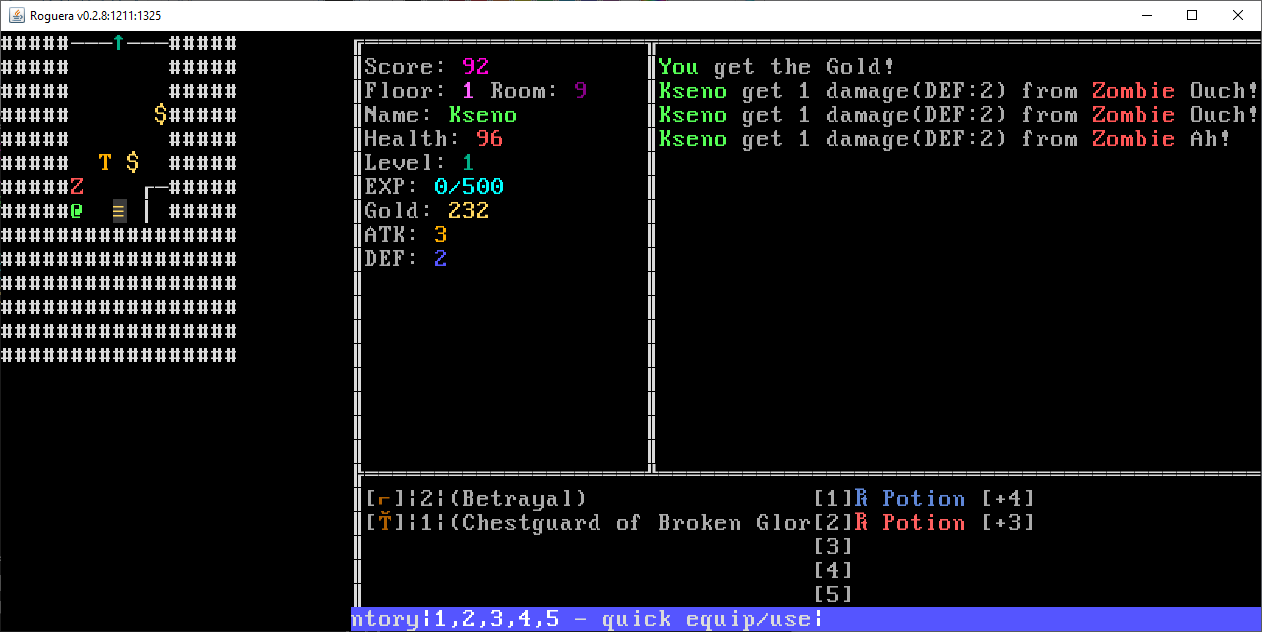 Roguera v0.2.8:1211:1325
#####———↑———#####
##### #####
##### #####
##### $#####
##### #####
##### T $ #####
#####Z ┌—#####
#####@ ≡ │ #####
#################
#################
#################
#################
#################
#################
Score: 92
Floor: 1 Room: 9
Name: Kseno
Health: 96
Level: 1
EXP: 0/500
Gold: 232
ATK: 3
DEF: 2
You get the Gold!
Kseno get 1 damage(DEF:2) from Zombie Ouch!
Kseno get 1 damage(DEF:2) from Zombie Ouch!
Kseno get 1 damage(DEF:2) from Zombie Ah!
[⌐]¦2¦(Betrayal)
[Ť]¦1¦(Chestguard of Broken Glor
[1] Potion [+4]
[2] Potion [+3]
[3]
[4]
[5]
ntory¦1,2,3,4,5 - quick equip/use¦